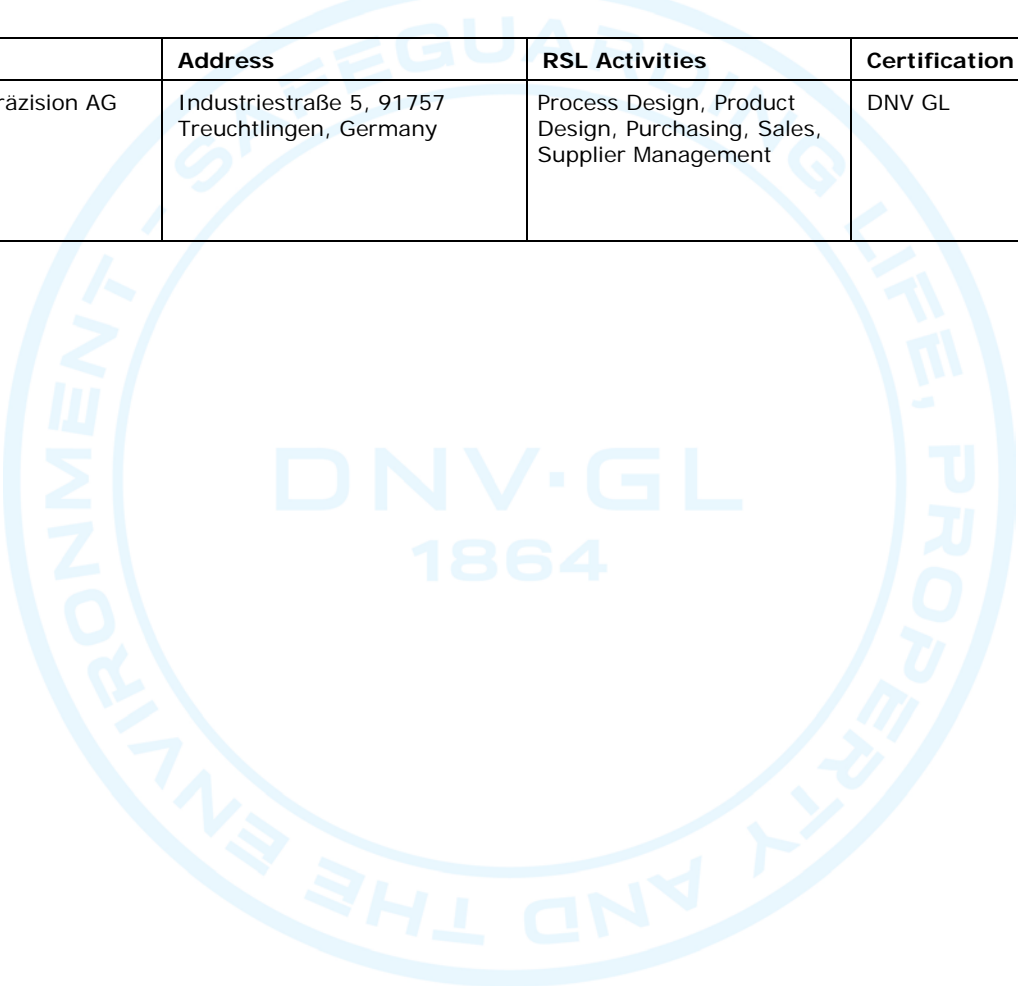 Address RSL Activities Certification
räzision AG Industriestraße 5, 91757 Process Design, Product DNV GL
Treuchtlingen, Germany Design, Purchasing, Sales,
Supplier Management
SAFEGUARDING LIFE, PROPERTY AND THE ENVIRONMENT
DNV·GL
1864